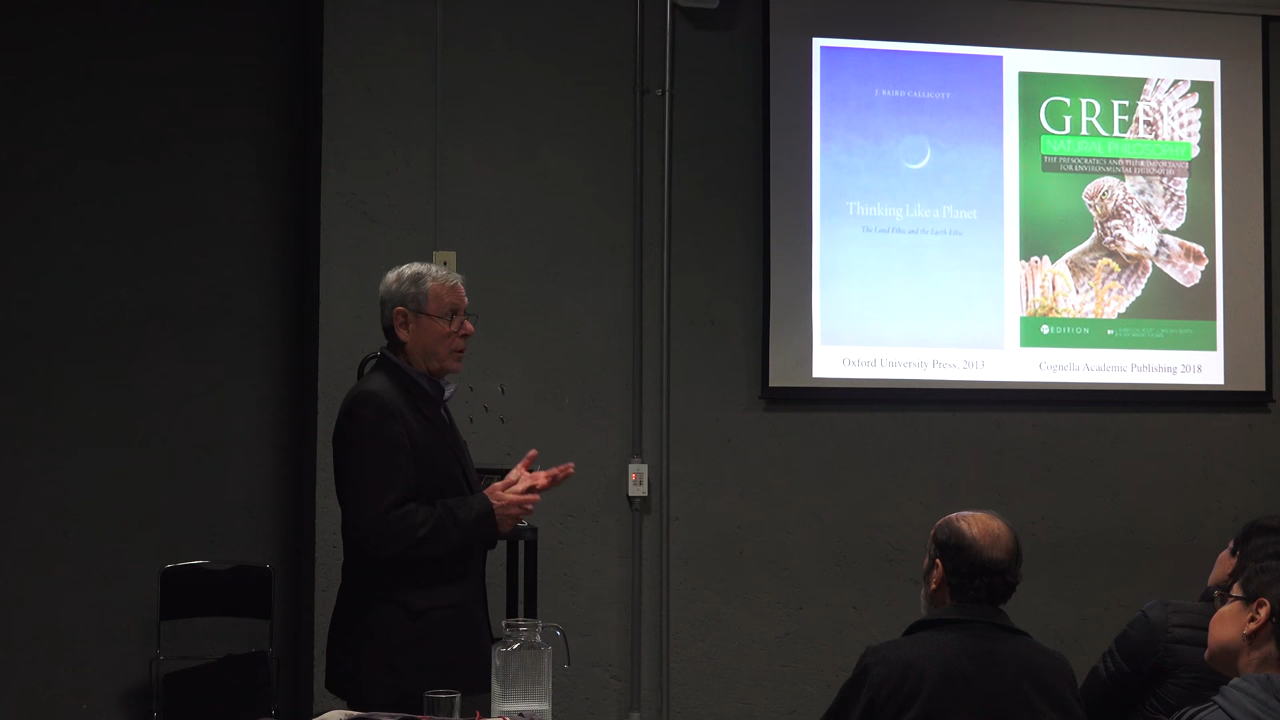 J. BAIRD CALLICOTT
Thinking Like a Planet
The Land Ethic and the Earth Ethic
Oxford University Press, 2013
GREEK
NATURAL PHILOSOPHY
THE PRESOCRATICS AND THEIR IMPORTANCE
FOR ENVIRONMENTAL PHILOSOPHY
EDITION
BY
Cognella Academic Publishing 2018